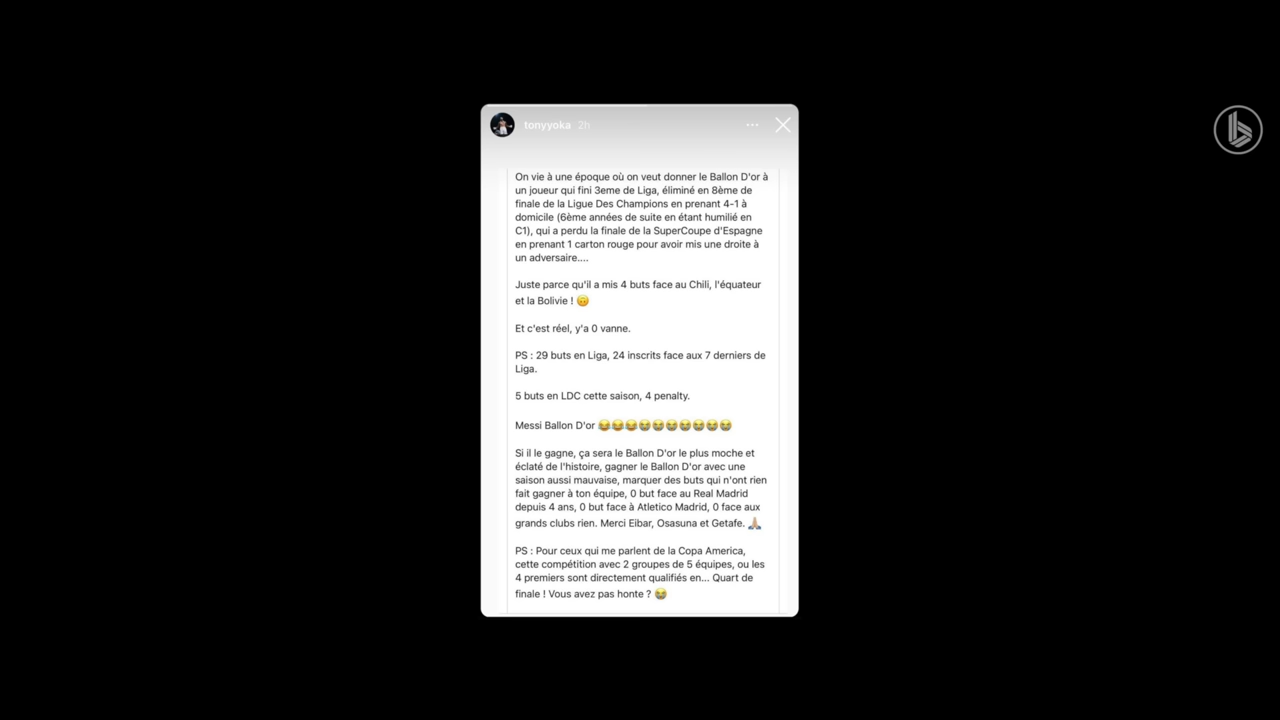 tonyyoka 2h
On vie à une époque où on veut donner le Ballon D'or à
un joueur qui fini 3eme de Liga, éliminé en 8ème de
finale de la Ligue Des Champions en prenant 4-1 à
domicile (6ème années de suite en étant humilié en
C1), qui a perdu la finale de la SuperCoupe d'Espagne
en prenant 1 carton rouge pour avoir mis une droite à
un adversaire....
Juste parce qu'il a mis 4 buts face au Chili, l'équateur
et la Bolivie ! 🙃
Et c'est réel, y'a 0 vanne.
PS : 29 buts en Liga, 24 inscrits face aux 7 derniers de
Liga.
5 buts en LDC cette saison, 4 penalty.
Messi Ballon D'or 😂😂😂😭😭😭😭😭😭😭
Si il le gagne, ça sera le Ballon D'or le plus moche et
éclaté de l'histoire, gagner le Ballon D'or avec une
saison aussi mauvaise, marquer des buts qui n'ont rien
fait gagner à ton équipe, 0 but face au Real Madrid
depuis 4 ans, 0 but face à Atletico Madrid, 0 face aux
grands clubs rien. Merci Eibar, Osasuna et Getafe. 🙏🏼
PS : Pour ceux qui me parlent de la Copa America,
cette compétition avec 2 groupes de 5 équipes, ou les
4 premiers sont directement qualifiés en... Quart de
finale ! Vous avez pas honte ? 😭